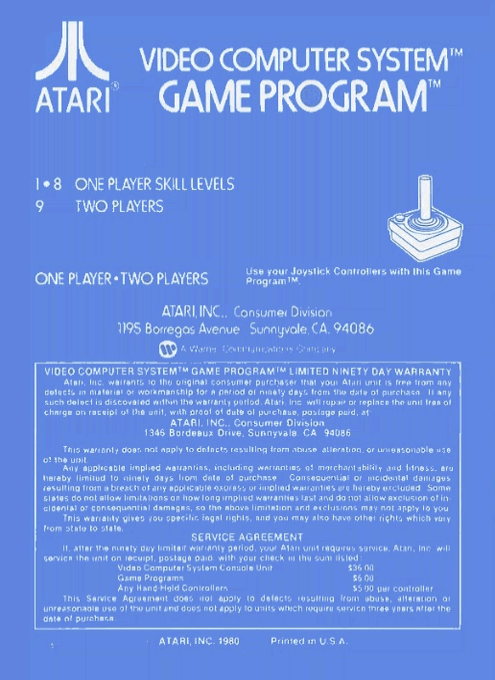 VIDEO COMPUTER SYSTEM™
GAME PROGRAM™
ATARI®
1•8 ONE PLAYER SKILL LEVELS
9 TWO PLAYERS
ONE PLAYER•TWO PLAYERS
Use your Joystick Controllers with this Game
Program™.
ATARI, INC., Consumer Division
1195 Borregas Avenue Sunnyvale, CA. 94086
A Warner Communications Company
VIDEO COMPUTER SYSTEM™ GAME PROGRAM™ LIMITED NINETY DAY WARRANTY
Atari, Inc. warrants to the original consumer purchaser that your Atari unit is free from any
defects in material or workmanship for a period of ninety days from the date of purchase. If any
such defect is discovered within the warranty period, Atari, Inc. will repair or replace the unit free of
charge on receipt of the unit, with proof of date of purchase, postage paid, at:
ATARI, INC., Consumer Division
1346 Bordeaux Drive, Sunnyvale, CA 94086
This warranty does not apply to defects resulting from abuse, alteration, or unreasonable use
of the unit.
Any applicable implied warranties, including warranties of merchantability and fitness, are
hereby limited to ninety days from date of purchase. Consequential or incidental damages
resulting from a breach of any applicable express or implied warranties are hereby excluded. Some
states do not allow limitations on how long implied warranties last and do not allow exclusion of in-
cidental or consequential damages, so the above limitation and exclusions may not apply to you.
This warranty gives you specific legal rights, and you may also have other rights which vary
from state to state.
SERVICE AGREEMENT
If, after the ninety day limited warranty period, your Atari unit requires service, Atari, Inc. will
service the unit on receipt, postage paid, with your check in the sum listed:
Video Computer System Console Unit $36.00
Game Programs $6.00
Any Hand Held Controllers $5.00 per controller
This Service Agreement does not apply to defects resulting from abuse, alteration or
unreasonable use of the unit and does not apply to units which require service three years after the
date of purchase.
ATARI, INC. 1980 Printed in U.S.A.